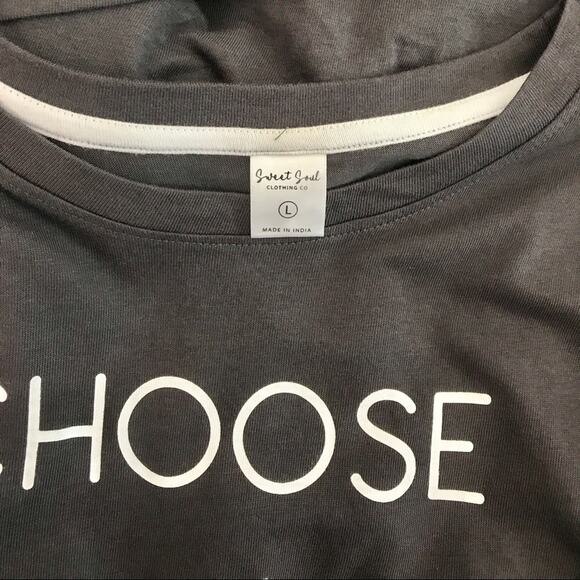 Sweet Soul
CLOTHING CO
L
MADE IN INDIA
CHOOSE